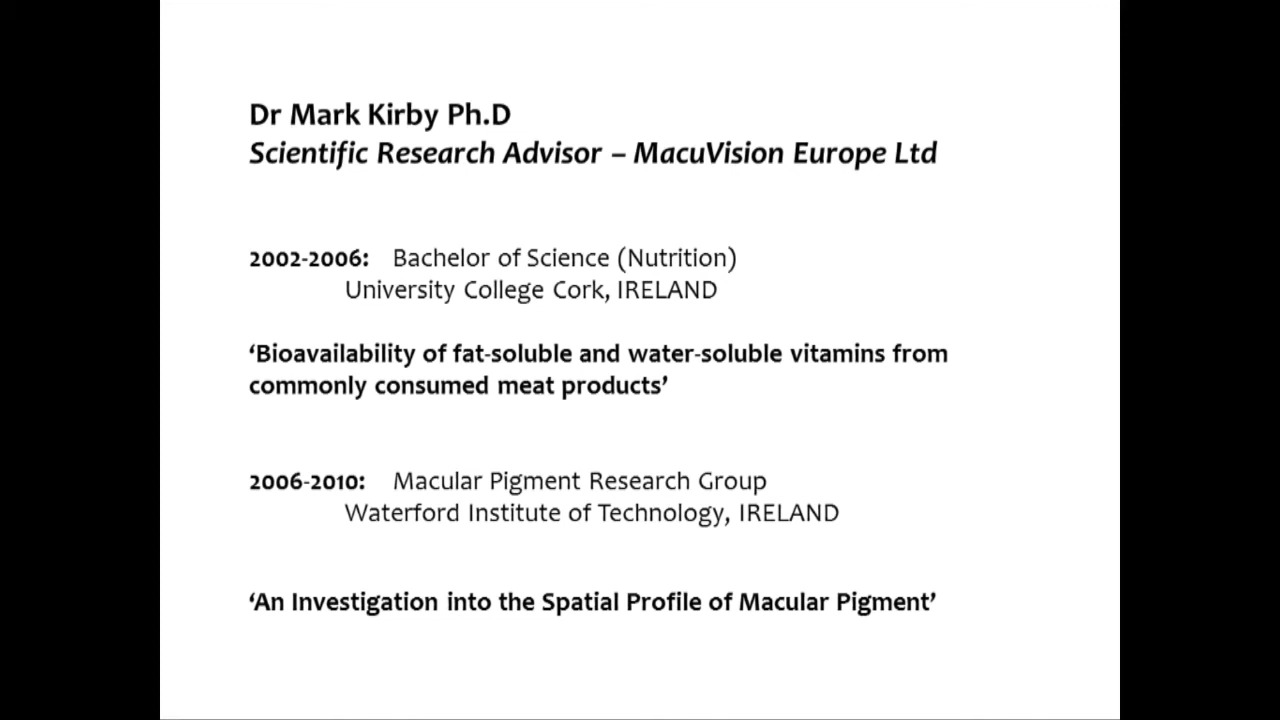 Dr Mark Kirby Ph.D
Scientific Research Advisor – MacuVision Europe Ltd
2002-2006: Bachelor of Science (Nutrition)
University College Cork, IRELAND
‘Bioavailability of fat-soluble and water-soluble vitamins from
commonly consumed meat products’
2006-2010: Macular Pigment Research Group
Waterford Institute of Technology, IRELAND
‘An Investigation into the Spatial Profile of Macular Pigment’